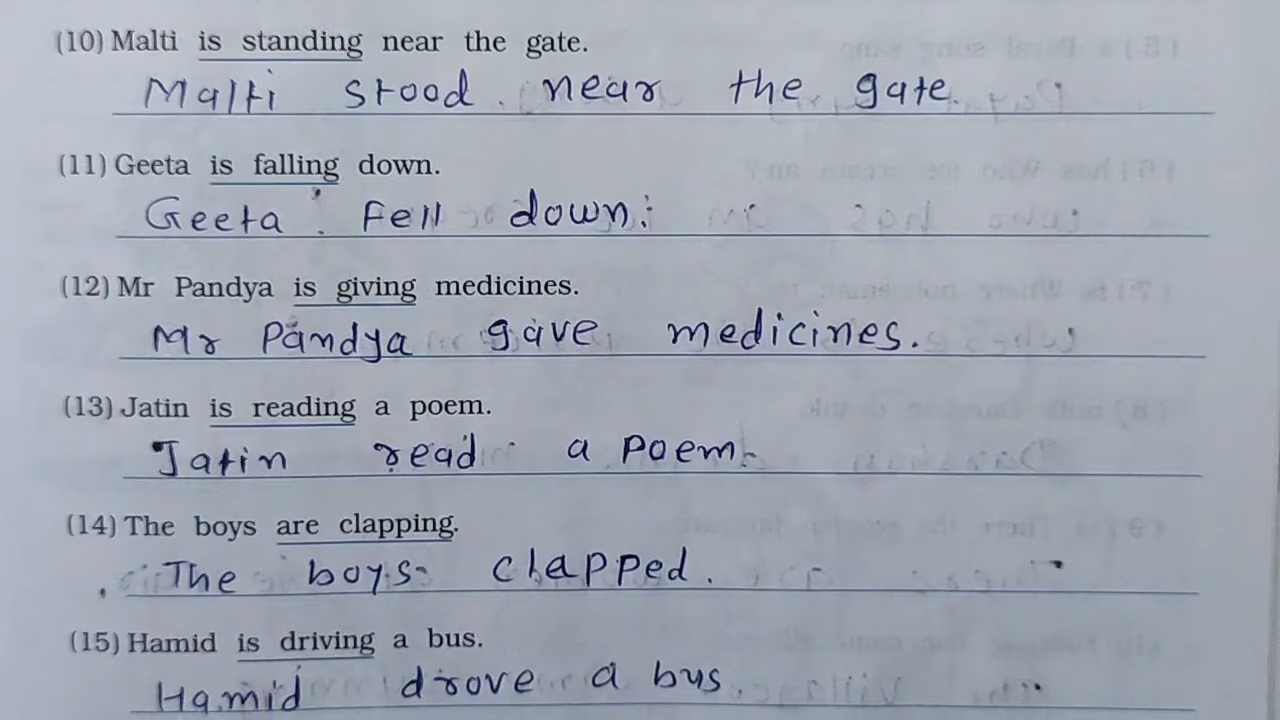 (10) Malti is standing near the gate.
Malti stood near the gate.
(11) Geeta is falling down.
Geeta Fell down.
(12) Mr Pandya is giving medicines.
Mr Pandya gave medicines.
(13) Jatin is reading a poem.
Jatin read a poem.
(14) The boys are clapping.
The boys clapped.
(15) Hamid is driving a bus.
Hamid drove a bus.